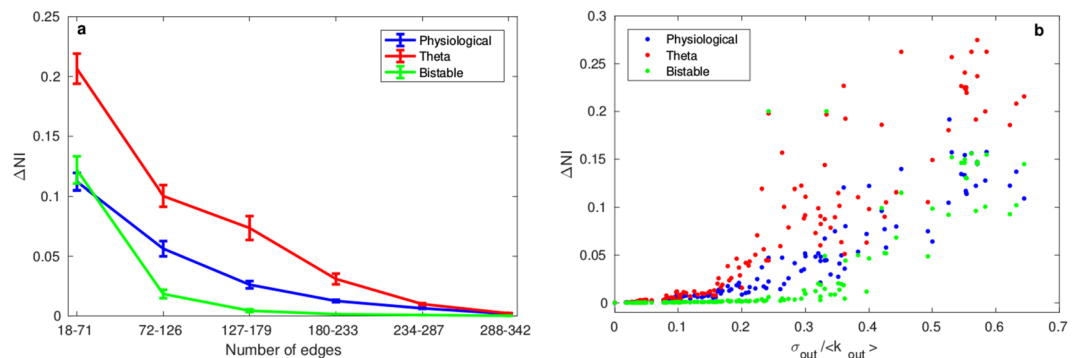 a
0.25
0.2
0.15
0.1
0.05
0
ΔNI
Physiological
Theta
Bistable
18-71
72-126
127-179
180-233
234-287
288-342
Number of edges
b
0.3
0.25
0.2
0.15
0.1
0.05
0
ΔNI
Physiological
Theta
Bistable
0
0.1
0.2
0.3
0.4
0.5
0.6
0.7
σout/<kout>